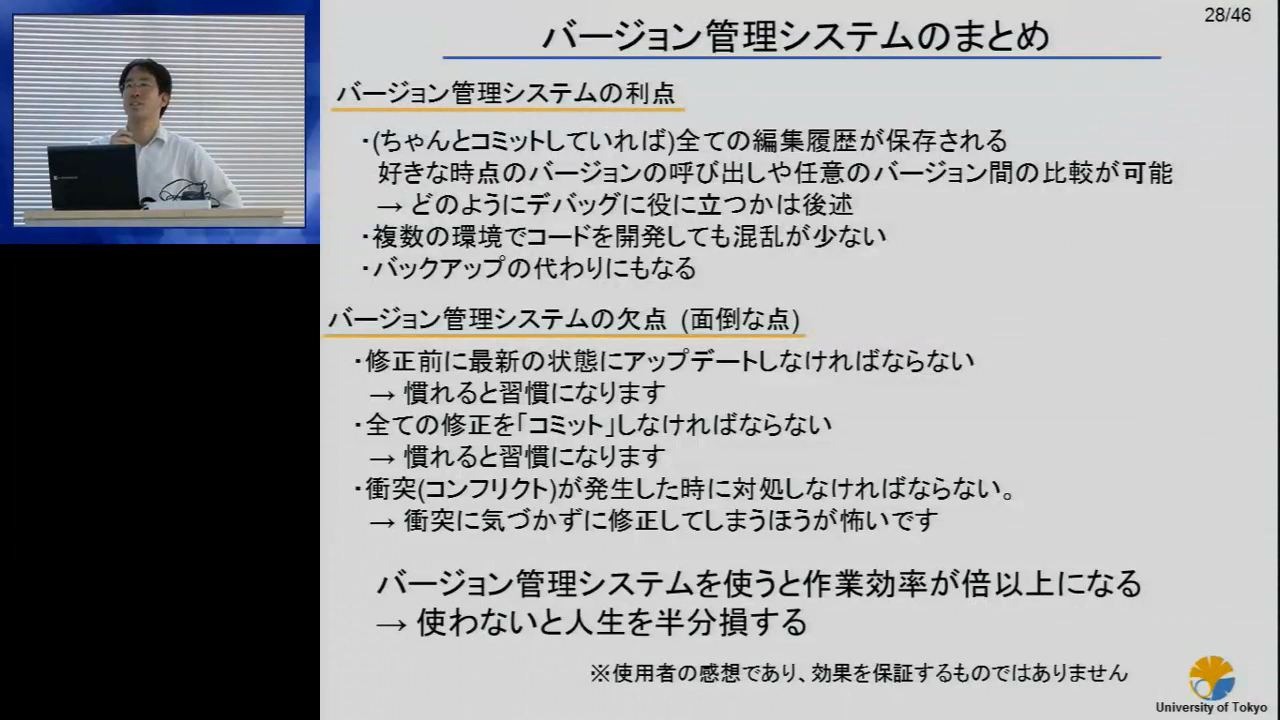 28/46
バージョン管理システムのまとめ
バージョン管理システムの利点
・(ちゃんとコミットしていれば)全ての編集履歴が保存される
好きな時点のバージョンの呼び出しや任意のバージョン間の比較が可能
→ どのようにデバッグに役に立つかは後述
・複数の環境でコードを開発しても混乱が少ない
・バックアップの代わりにもなる
バージョン管理システムの欠点 (面倒な点)
・修正前に最新の状態にアップデートしなければならない
→ 慣れると習慣になります
・全ての修正を「コミット」しなければならない
→ 慣れると習慣になります
・衝突(コンフリクト)が発生した時に対処しなければならない。
→ 衝突に気づかずに修正してしまうほうが怖いです
バージョン管理システムを使うと作業効率が倍以上になる
→ 使わないと人生を半分損する
※使用者の感想であり、効果を保証するものではありません
University of Tokyo